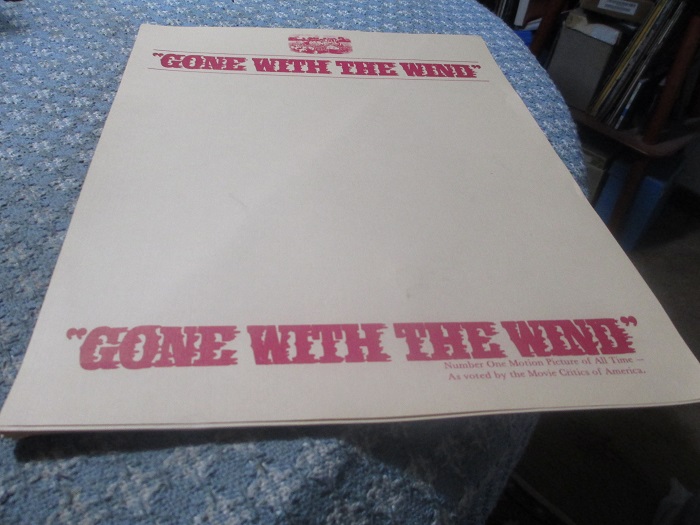 "GONE WITH THE WIND"
"GONE WITH THE WIND"
Number One Motion Picture of All Time —
As voted by the Movie Critics of America.